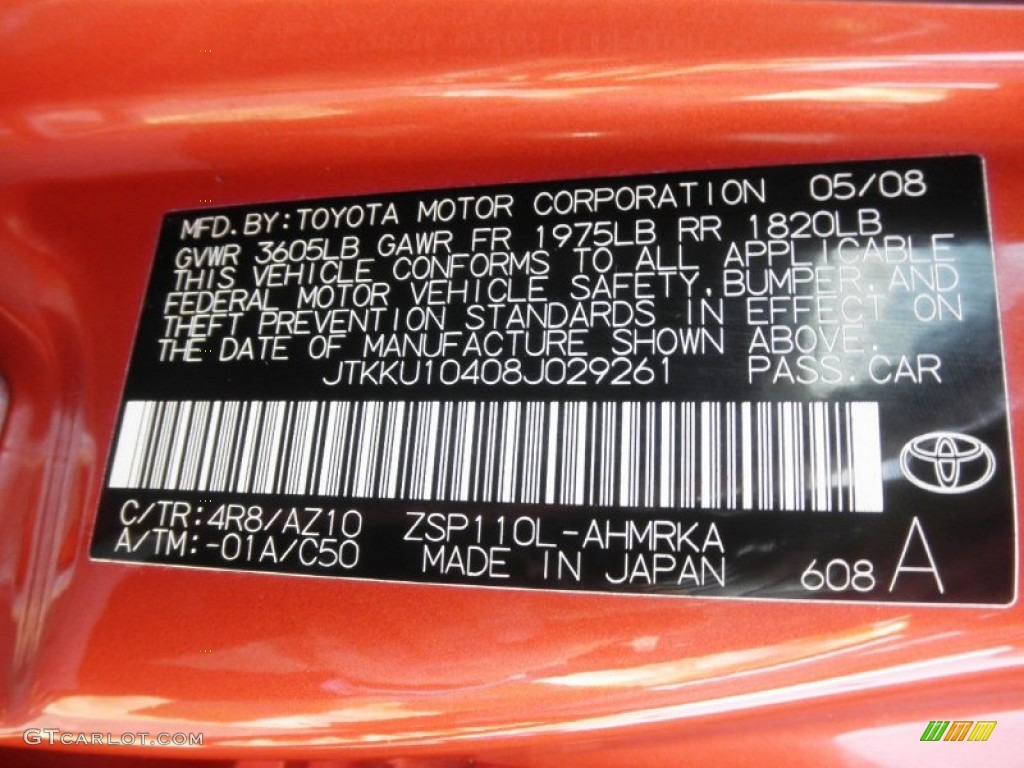 MFD.BY:TOYOTA MOTOR CORPORATION 05/08
GVWR 3605LB GAWR FR 1975LB RR 1820LB
THIS VEHICLE CONFORMS TO ALL APPLICABLE
FEDERAL MOTOR VEHICLE SAFETY,BUMPER,AND
THEFT PREVENTION STANDARDS IN EFFECT ON
THE DATE OF MANUFACTURE SHOWN ABOVE.
JTKKU10408J029261 PASS.CAR
C/TR:4R8/AZ10 ZSP110L-AHMRKA
A/TM:-01A/C50 MADE IN JAPAN 608 A
GTcarlot.com